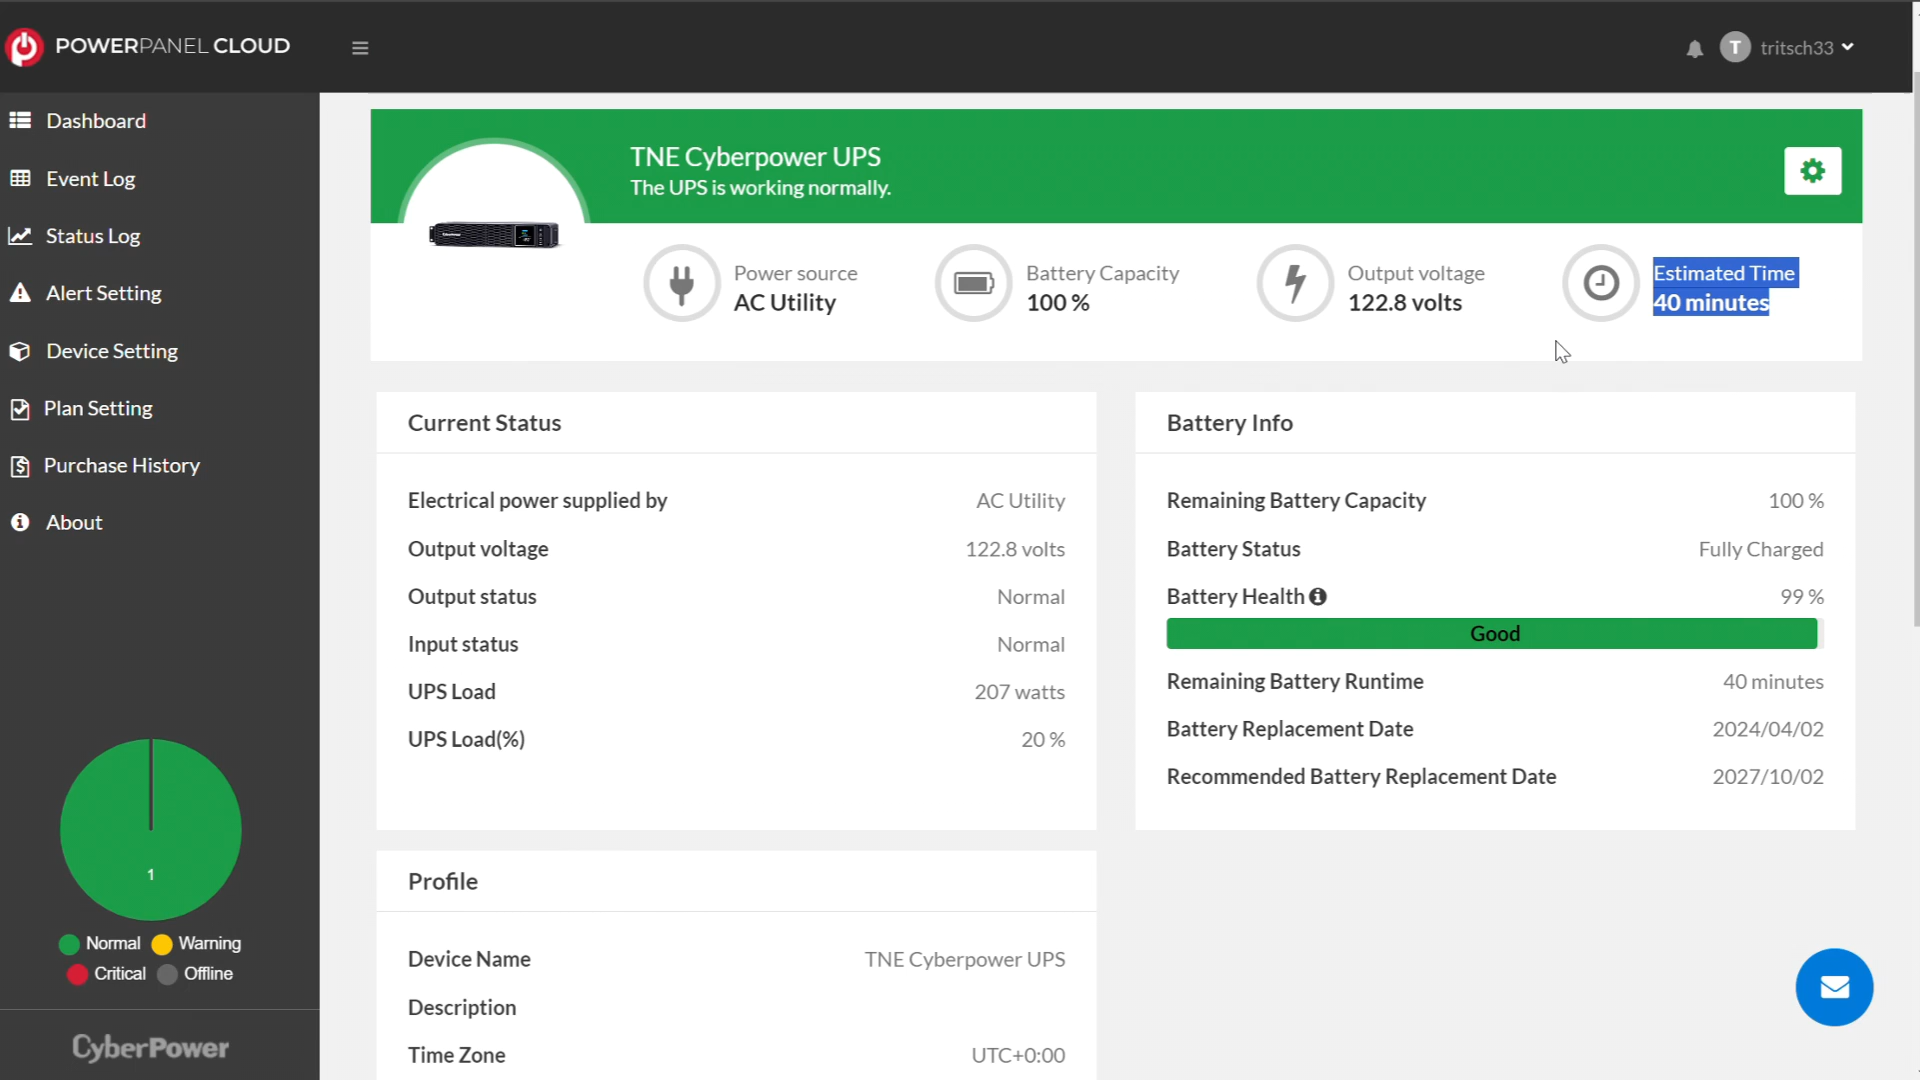 POWERPANEL CLOUD
T tritsch33
Dashboard
Event Log
Status Log
Alert Setting
Device Setting
Plan Setting
Purchase History
About
1
Normal Warning
Critical Offline
CyberPower
TNE Cyberpower UPS
The UPS is working normally.
Power source
AC Utility
Battery Capacity
100 %
Output voltage
122.8 volts
Estimated Time
40 minutes
Current Status
Electrical power supplied by AC Utility
Output voltage 122.8 volts
Output status Normal
Input status Normal
UPS Load 207 watts
UPS Load(%) 20 %
Battery Info
Remaining Battery Capacity 100 %
Battery Status Fully Charged
Battery Health 99 %
Good
Remaining Battery Runtime 40 minutes
Battery Replacement Date 2024/04/02
Recommended Battery Replacement Date 2027/10/02
Profile
Device Name TNE Cyberpower UPS
Description
Time Zone UTC+0:00